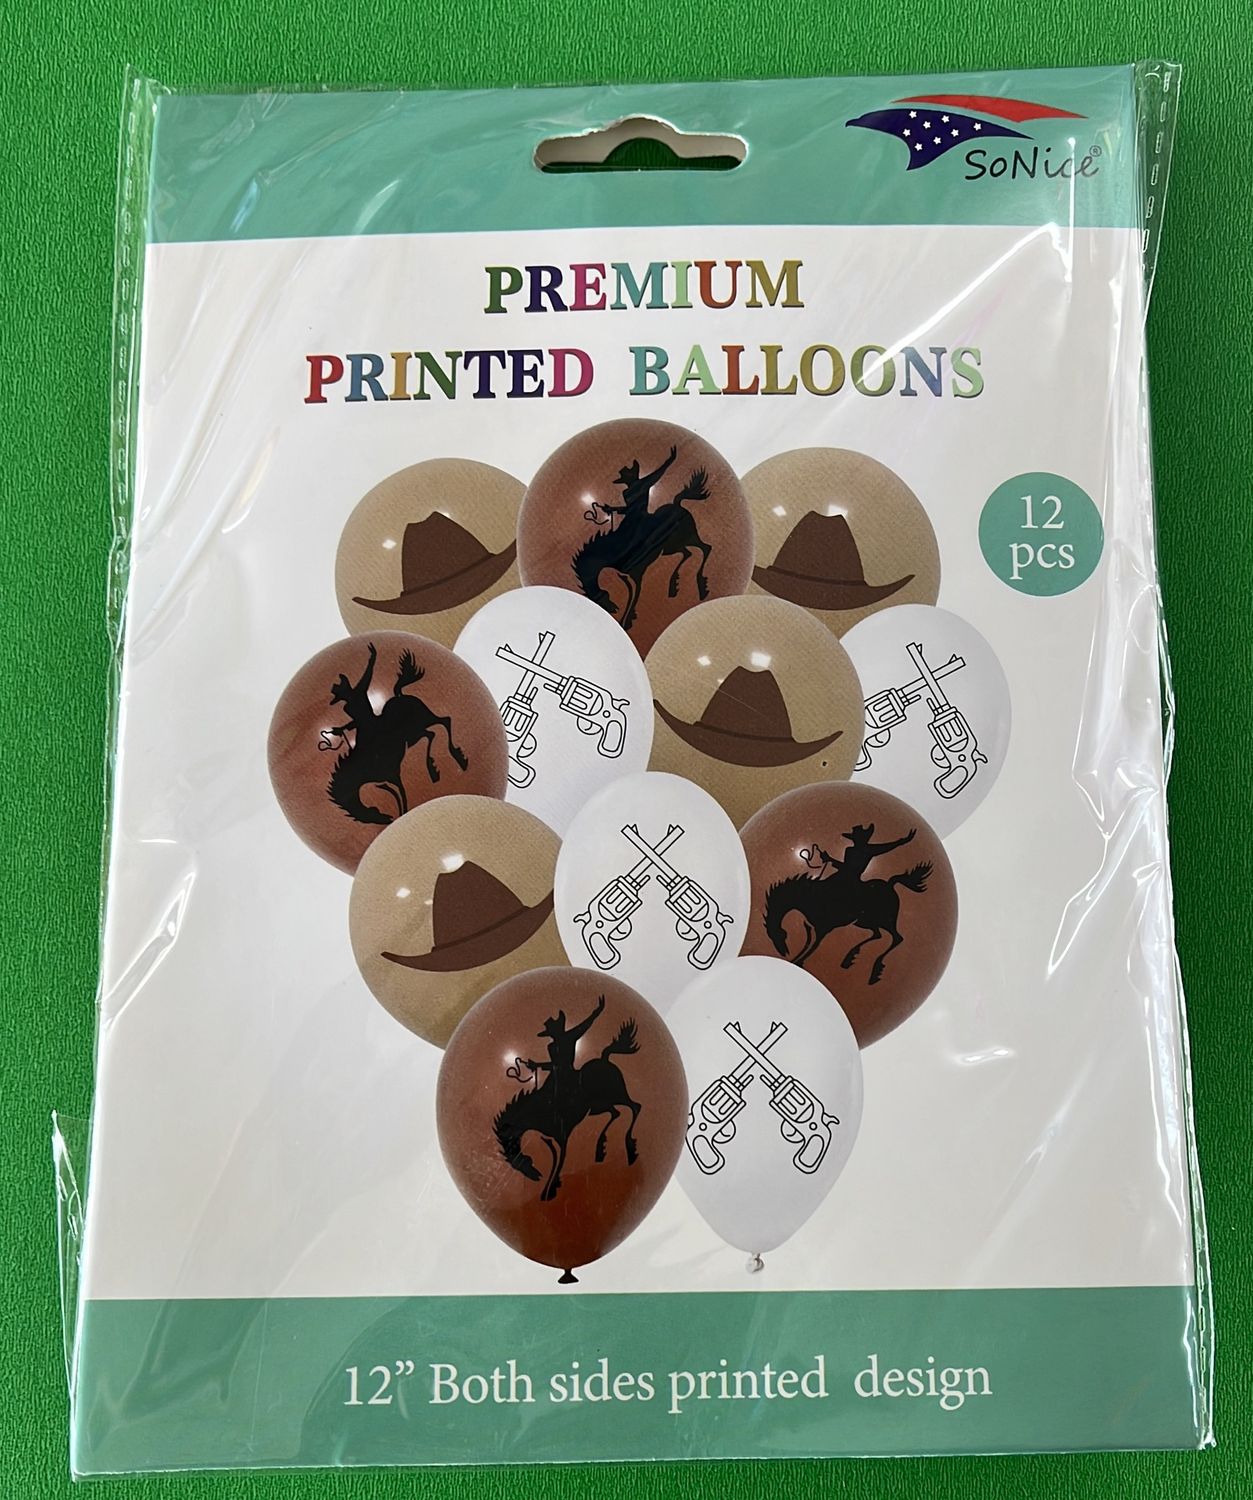 SoNice®
PREMIUM
PRINTED BALLOONS
12
pcs
12” Both sides printed design